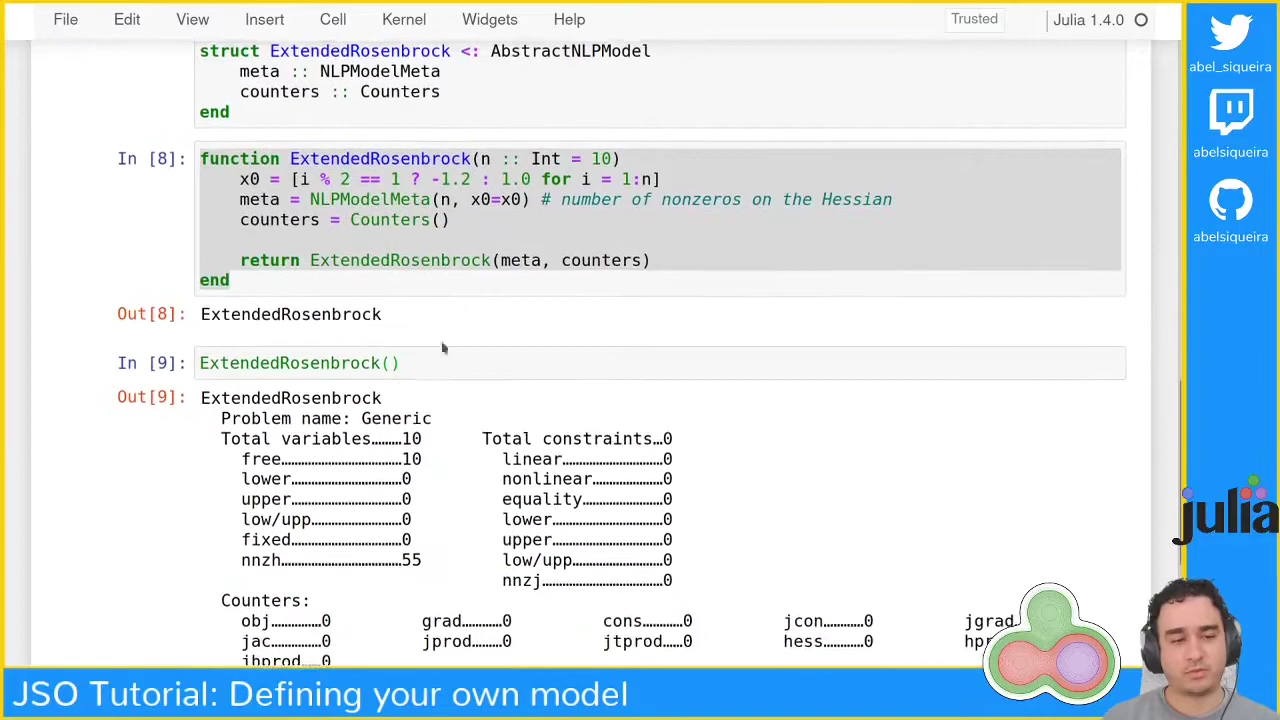 File Edit View Insert Cell Kernel Widgets Help Trusted Julia 1.4.0
struct ExtendedRosenbrock <: AbstractNLPModel
meta :: NLPModelMeta
counters :: Counters
end
In [8]: function ExtendedRosenbrock(n :: Int = 10)
x0 = [i % 2 == 1 ? -1.2 : 1.0 for i = 1:n]
meta = NLPModelMeta(n, x0=x0) # number of nonzeros on the Hessian
counters = Counters()
return ExtendedRosenbrock(meta, counters)
end
Out[8]: ExtendedRosenbrock
In [9]: ExtendedRosenbrock()
Out[9]: ExtendedRosenbrock
Problem name: Generic
Total variables………10 Total constraints…0
free……………………………10 linear……………………0
lower……………………………0 nonlinear………………0
upper……………………………0 equality…………………0
low/upp………………………0 lower………………………0
fixed……………………………0 upper………………………0
nnzh……………………………55 low/upp…………………0
nnzj…………………………0
Counters:
obj…………0 grad………0 cons………0 jcon………0 jgrad
jac…………0 jprod……0 jtprod……0 hess………0 hp
jhprod……0
abel_siqueira
abelsiqueira
abelsiqueira
julia
JSO Tutorial: Defining your own model